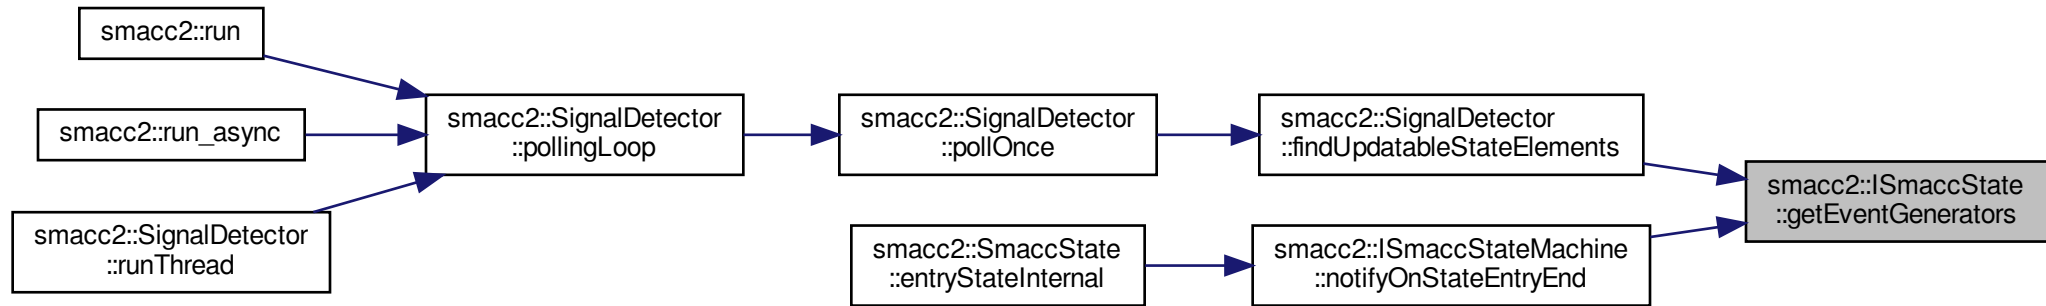 smacc2::run
smacc2::run_async
smacc2::SignalDetector
::runThread
smacc2::SignalDetector
::pollingLoop
smacc2::SignalDetector
::pollOnce
smacc2::SmaccState
::entryStateInternal
smacc2::SignalDetector
::findUpdatableStateElements
smacc2::ISmaccStateMachine
::notifyOnStateEntryEnd
smacc2::ISmaccState
::getEventGenerators